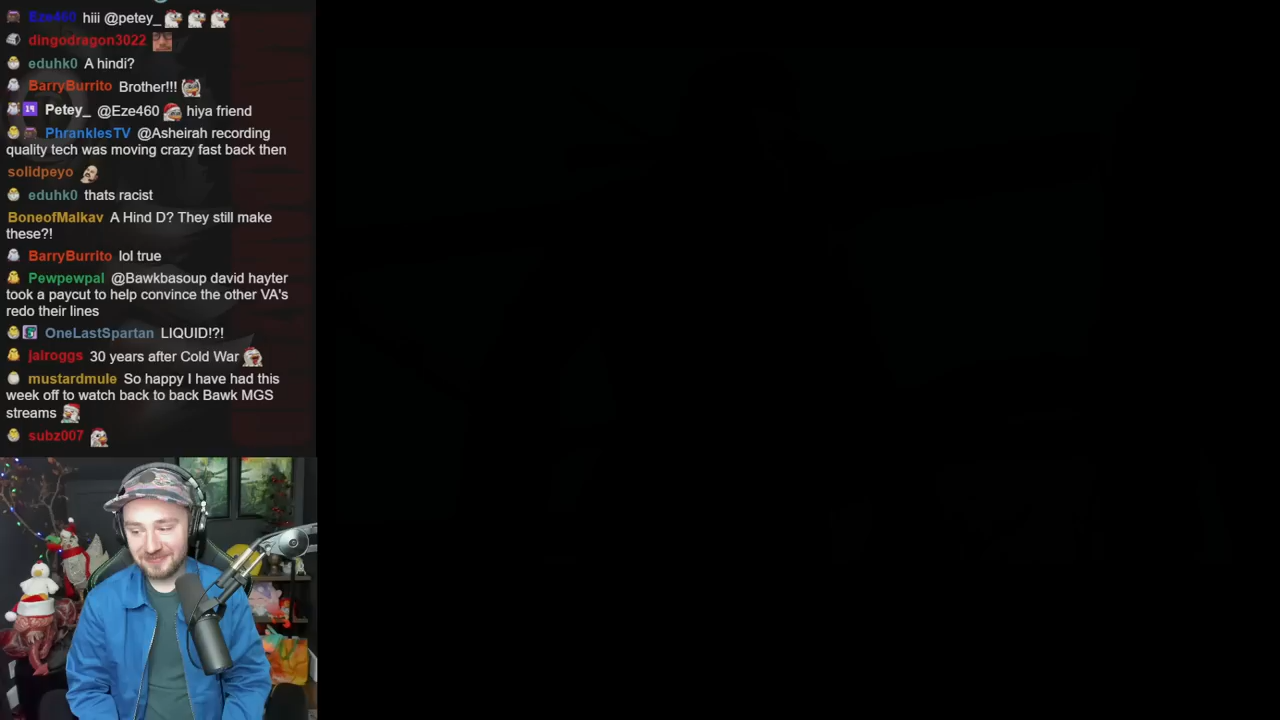 Eze460 hiii @petey_
dingodragon3022
eduhk0 A hindi?
BarryBurrito Brother!!!
19 Petey_ @Eze460 hiya friend
PhranklesTV @Asheirah recording
quality tech was moving crazy fast back then
solidpeyo
eduhk0 thats racist
BoneofMalkav A Hind D? They still make
these?!
BarryBurrito lol true
Pewpewpal @Bawkbasoup david hayter
took a paycut to help convince the other VA's
redo their lines
OneLastSpartan LIQUID!?!
jalroggs 30 years after Cold War
mustardmule So happy I have had this
week off to watch back to back Bawk MGS
streams
subz007